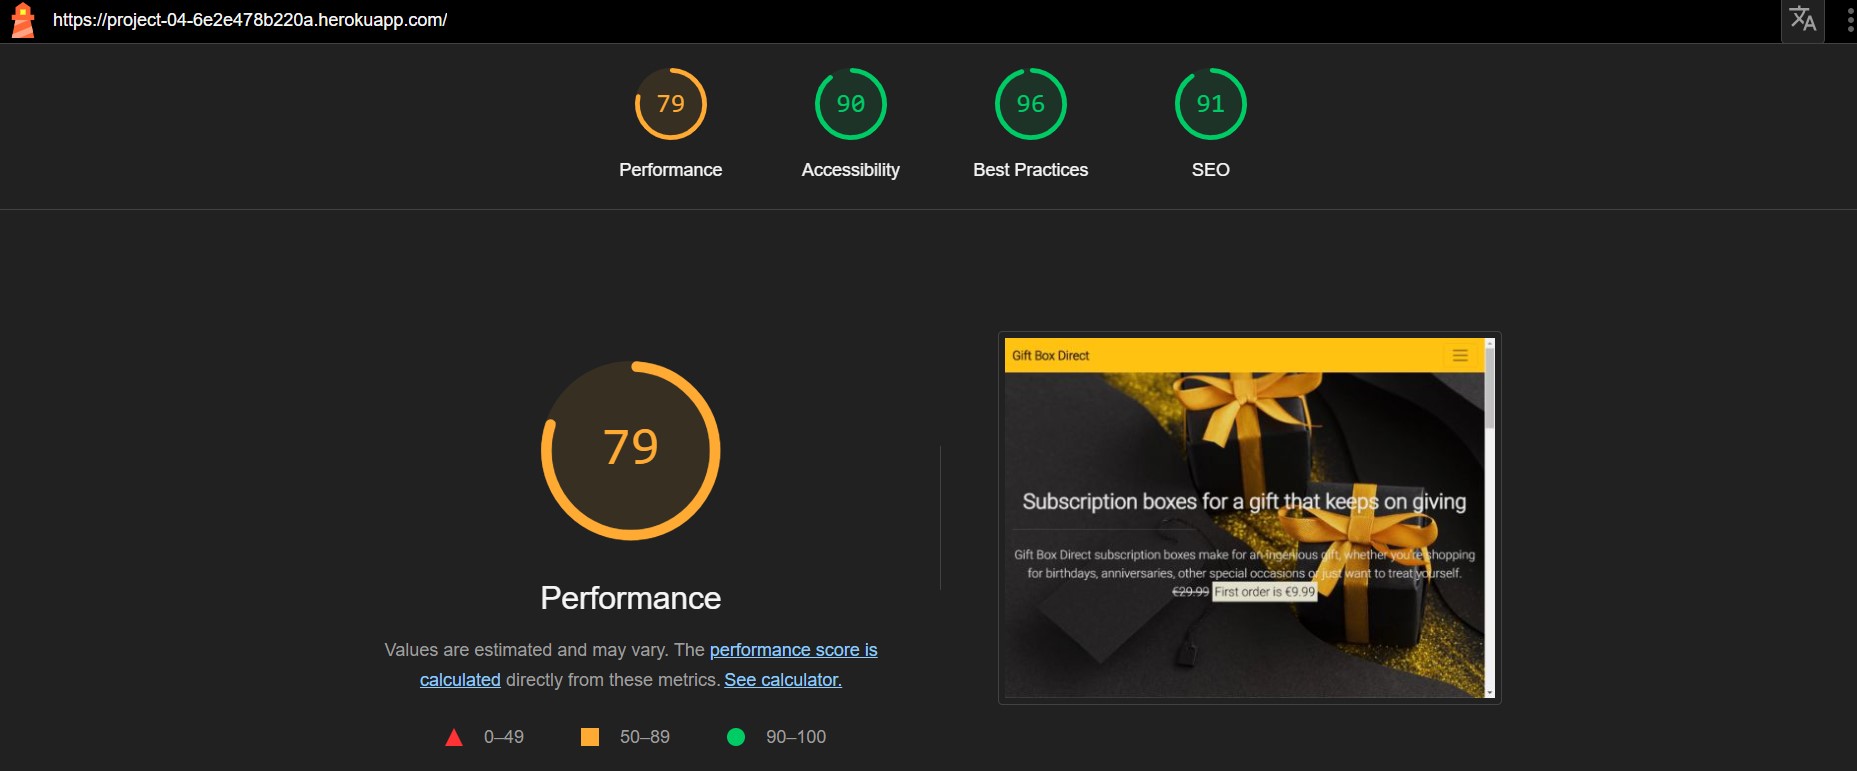 https://project-04-6e2e478b220a.herokuapp.com/
79
90
96
91
Performance
Accessibility
Best Practices
SEO
79
Performance
Values are estimated and may vary. The performance score is
calculated directly from these metrics. See calculator.
0–49
50–89
90–100
Gift Box Direct
Subscription boxes for a gift that keeps on giving
Gift Box Direct subscription boxes make for an ingenious gift, whether you're shopping
for birthdays, anniversaries, other special occasions or just want to treat yourself.
€29.99 First order is €9.99